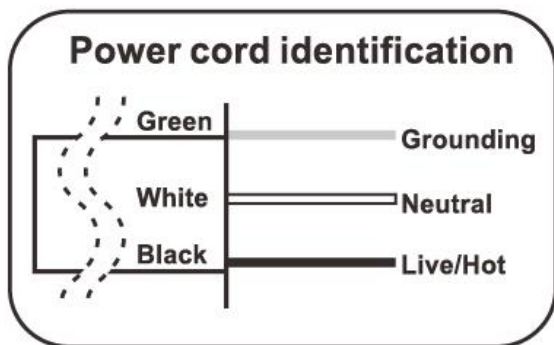 Power cord identification
Green
Grounding
White
Neutral
Black
Live/Hot